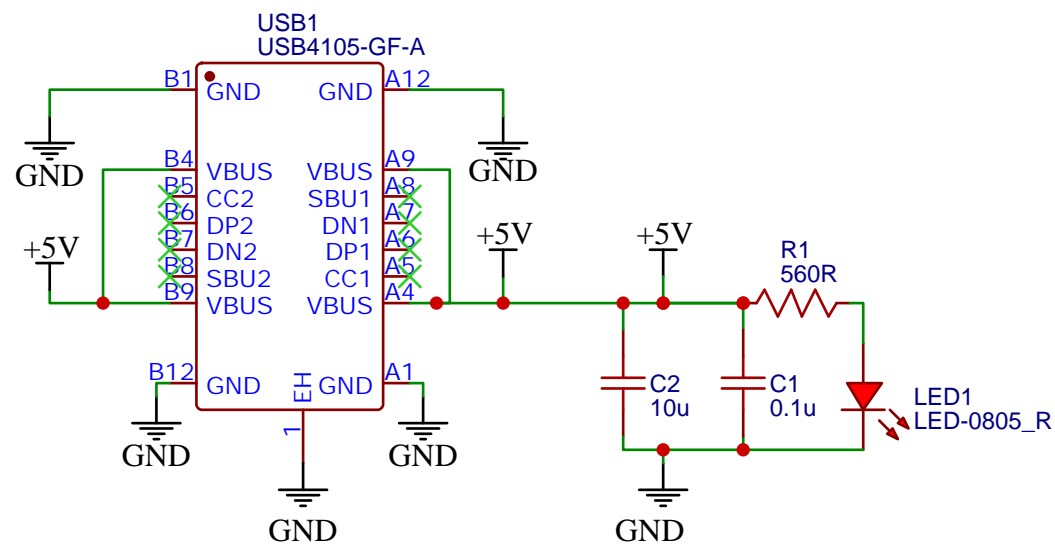 USB1
USB4105-GF-A
B1
GND
GND
A12
GND
GND
B4
VBUS
VBUS
A9
B5
CC2
SBU1
A8
B6
DP2
DN1
A7
B7
DN2
DP1
A6
B8
SBU2
CC1
A5
B9
VBUS
VBUS
A4
+5V
+5V
+5V
R1
560R
B12
GND
GND
A1
EH
1
GND
GND
GND
C2
10u
C1
0.1u
LED1
LED-0805_R
GND